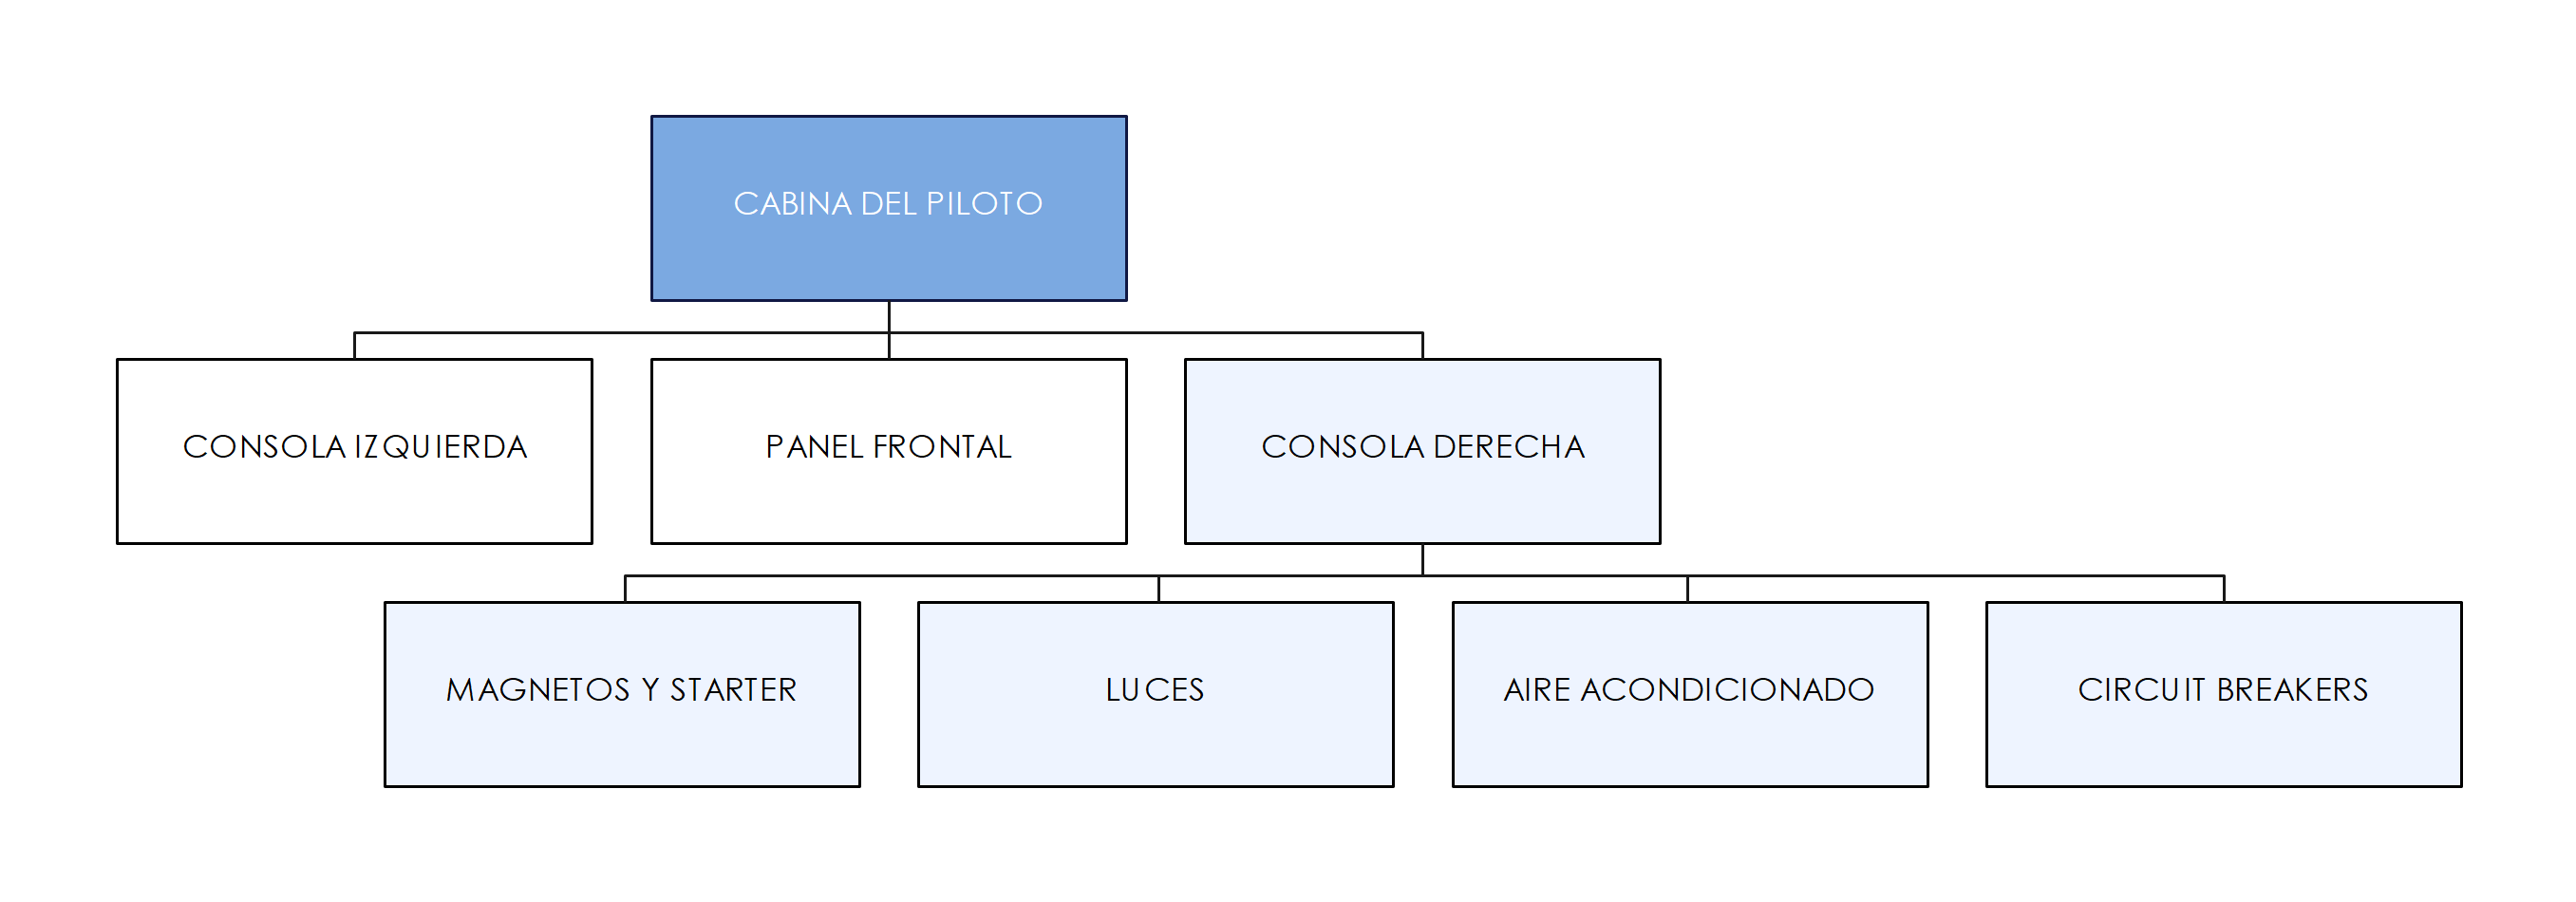 CABINA DEL PILOTO
CONSOLA IZQUIERDA
PANEL FRONTAL
CONSOLA DERECHA
MAGNETOS Y STARTER
LUCES
AIRE ACONDICIONADO
CIRCUIT BREAKERS